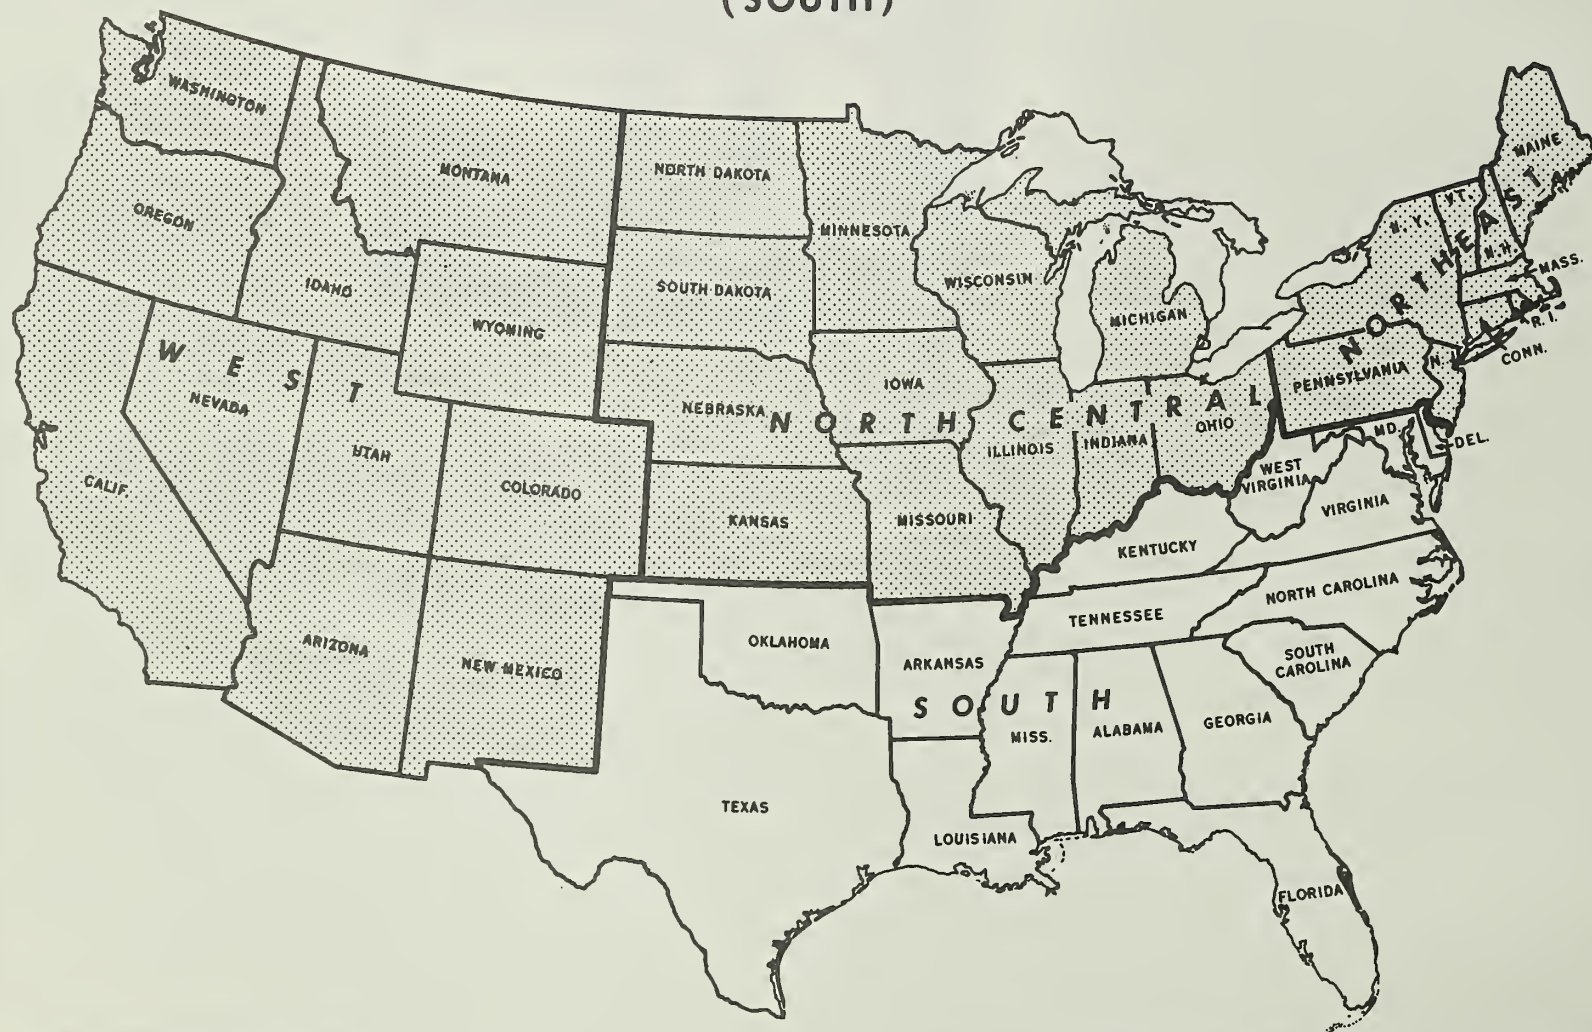 (SOUTH)
WASHINGTON
MONTANA
NORTH DAKOTA
MINNESOTA
OREGON
IDAHO
WYOMING
SOUTH DAKOTA
WISCONSIN
MICHIGAN
MAINE
VT.
N. Y.
N.H.
MASS.
R. I.
CONN.
NORTHEAST
PENNSYLVANIA
N.J.
WEST
NEVADA
UTAH
CALIF.
COLORADO
NEBRASKA
IOWA
NORTH CENTRAL
ILLINOIS
INDIANA
OHIO
MD.
DEL.
WEST
VIRGINIA
VIRGINIA
KANSAS
MISSOURI
KENTUCKY
ARIZONA
NEW MEXICO
OKLAHOMA
ARKANSAS
TENNESSEE
NORTH CAROLINA
SOUTH
CAROLINA
SOUTH
MISS.
ALABAMA
GEORGIA
TEXAS
LOUISIANA
FLORIDA